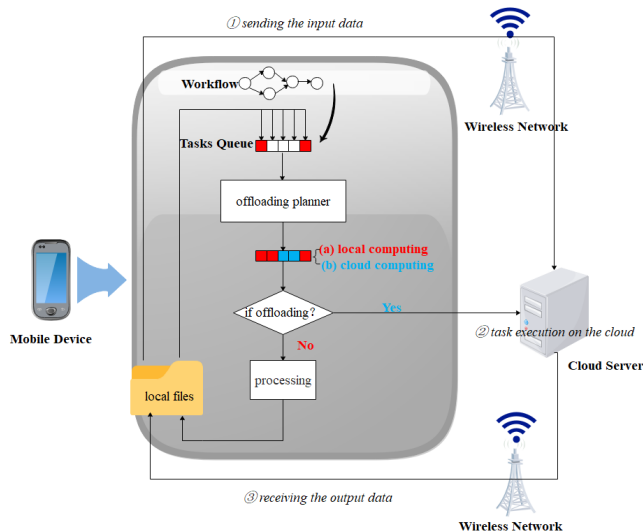 ① sending the input data
Workflow
Wireless Network
Tasks Queue
offloading planner
(a) local computing
(b) cloud computing
if offloading?
Yes
② task execution on the cloud
Mobile Device
No
Cloud Server
processing
local files
③ receiving the output data
Wireless Network